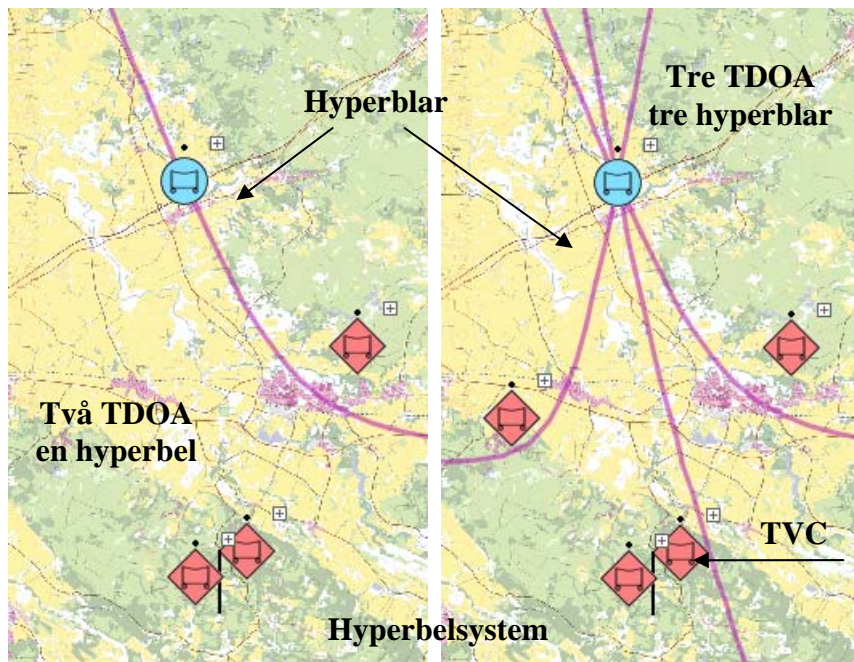 Hyperblar
Tre TDOA
tre hyperblar
Två TDOA
en hyperbel
TVC
Hyperbelsystem